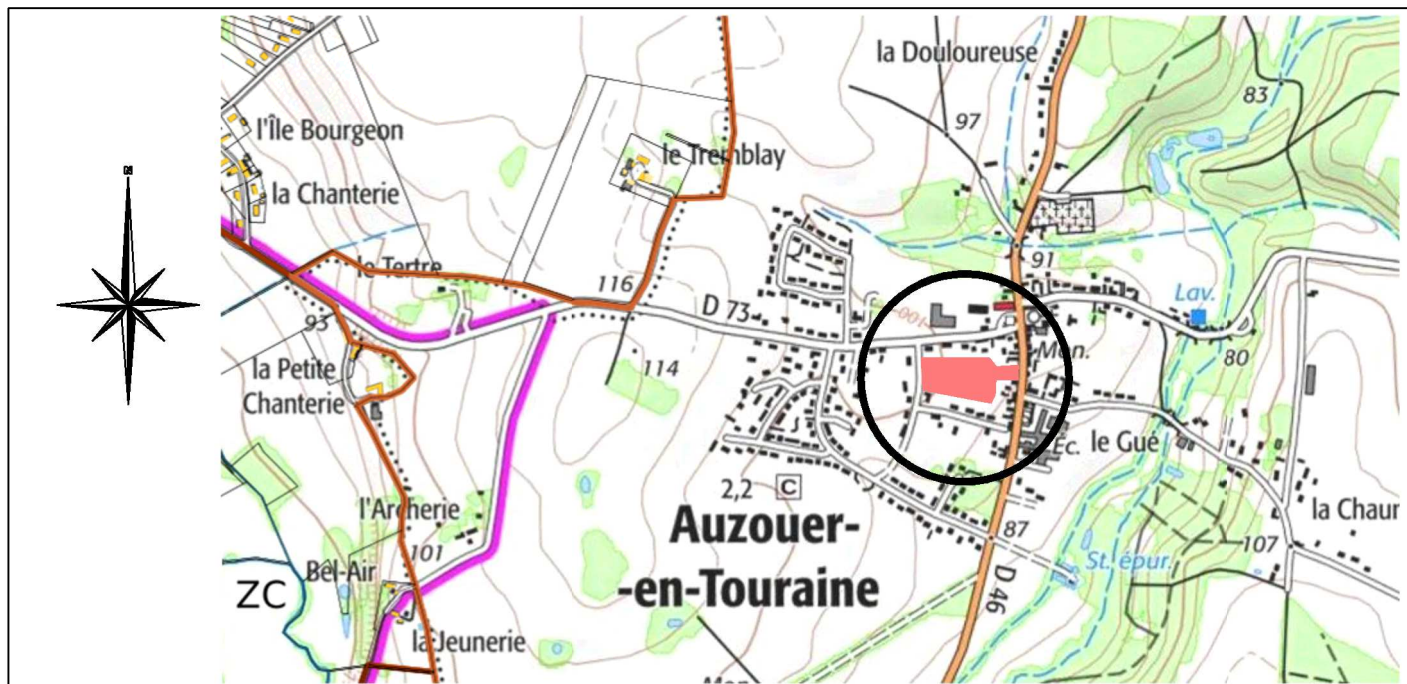 la Douloureuse
83
97
l'Île Bourgeon
le Tremblay
la Chanterie
91
le Tertre
116
D 73
100
Lav.
93
Mon.
80
la Petite
Chanterie
114
Éc.
le Gué
2,2
C
l'Archerie
la Chaum
Auzouer-
-en-Touraine
87
107
101
Bel-Air
St. épur.
ZC
D 46
la Jeunerie